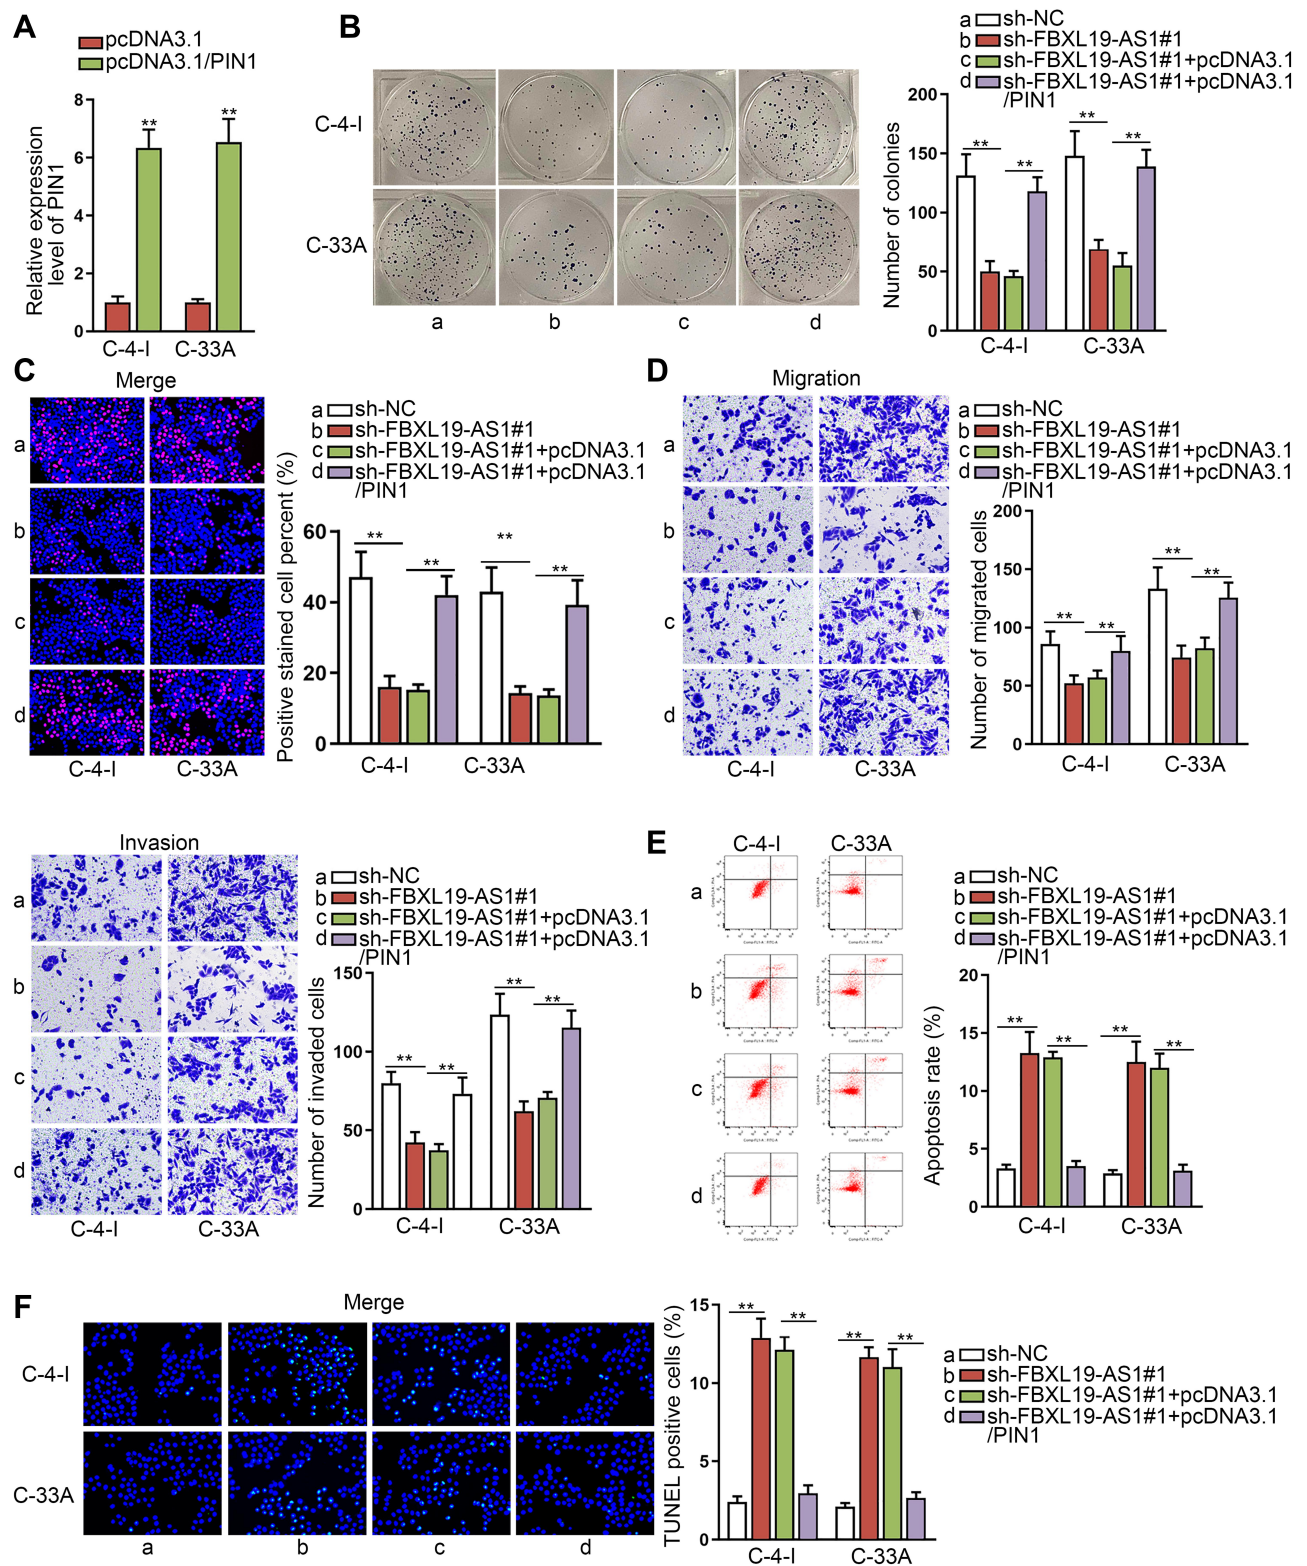 A
pcDNA3.1
pcDNA3.1/PIN1
Relative expression
level of PIN1
8
6
4
2
0
**
**
C-4-I
C-33A
B
C-4-I
C-33A
a
b
c
d
a sh-NC
b sh-FBXL19-AS1#1
c sh-FBXL19-AS1#1+pcDNA3.1
d sh-FBXL19-AS1#1+pcDNA3.1
/PIN1
Number of colonies
200
150
100
50
0
**
**
**
**
C-4-I
C-33A
C
Merge
a
b
c
d
C-4-I
C-33A
a sh-NC
b sh-FBXL19-AS1#1
c sh-FBXL19-AS1#1+pcDNA3.1
d sh-FBXL19-AS1#1+pcDNA3.1
/PIN1
Positive stained cell percent (%)
60
40
20
0
**
**
**
**
C-4-I
C-33A
D
Migration
a
b
c
d
C-4-I
C-33A
a sh-NC
b sh-FBXL19-AS1#1
c sh-FBXL19-AS1#1+pcDNA3.1
d sh-FBXL19-AS1#1+pcDNA3.1
/PIN1
Number of migrated cells
200
150
100
50
0
**
**
**
**
C-4-I
C-33A
Invasion
a
b
c
d
C-4-I
C-33A
a sh-NC
b sh-FBXL19-AS1#1
c sh-FBXL19-AS1#1+pcDNA3.1
d sh-FBXL19-AS1#1+pcDNA3.1
/PIN1
Number of invaded cells
150
100
50
0
**
**
**
**
C-4-I
C-33A
E
C-4-I
C-33A
a
b
c
d
a sh-NC
b sh-FBXL19-AS1#1
c sh-FBXL19-AS1#1+pcDNA3.1
d sh-FBXL19-AS1#1+pcDNA3.1
/PIN1
Apoptosis rate (%)
20
15
10
5
0
**
**
**
**
C-4-I
C-33A
F
Merge
C-4-I
C-33A
a
b
c
d
TUNEL positive cells (%)
15
10
5
0
**
**
**
**
C-4-I
C-33A
a sh-NC
b sh-FBXL19-AS1#1
c sh-FBXL19-AS1#1+pcDNA3.1
d sh-FBXL19-AS1#1+pcDNA3.1
/PIN1